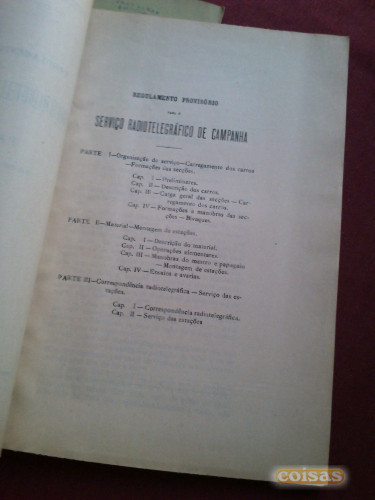 REGULAMENTO PROVISÓRIO
PARA O
SERVIÇO RADIOTELEGRÁFICO DE CAMPANHA
PARTE I—Organização do serviço—Carregamento dos carros
—Formações das secções.
Cap. I—Preliminares.
Cap. II—Descrição dos carros.
Cap. III—Carga geral das secções—Car-
regamento dos carros.
Cap. IV—Formações e manobras das sec-
ções—Bivaques.
PARTE II—Material—Montagem de estações.
Cap. I—Descrição do material.
Cap. II—Operações elementares.
Cap. III—Manobras do mastro e papagaio
—Montagem de estações.
Cap. IV—Ensaios e avarias.
PARTE III—Correspondência radiotelegráfica—Serviço das es-
tações.
Cap. I—Correspondência radiotelegráfica.
Cap. II—Serviço das estações
coisas